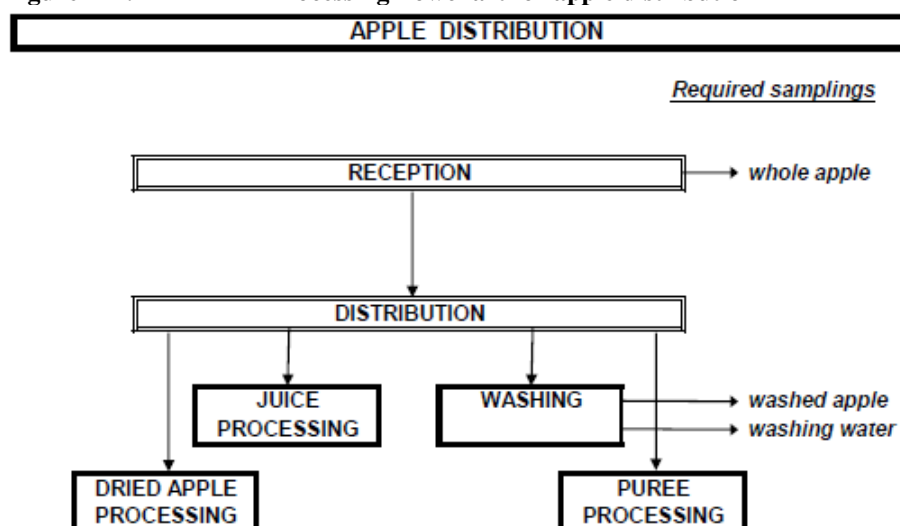 APPLE DISTRIBUTION
Required samplings
RECEPTION
whole apple
DISTRIBUTION
JUICE
PROCESSING
WASHING
washed apple
washing water
DRIED APPLE
PROCESSING
PUREE
PROCESSING